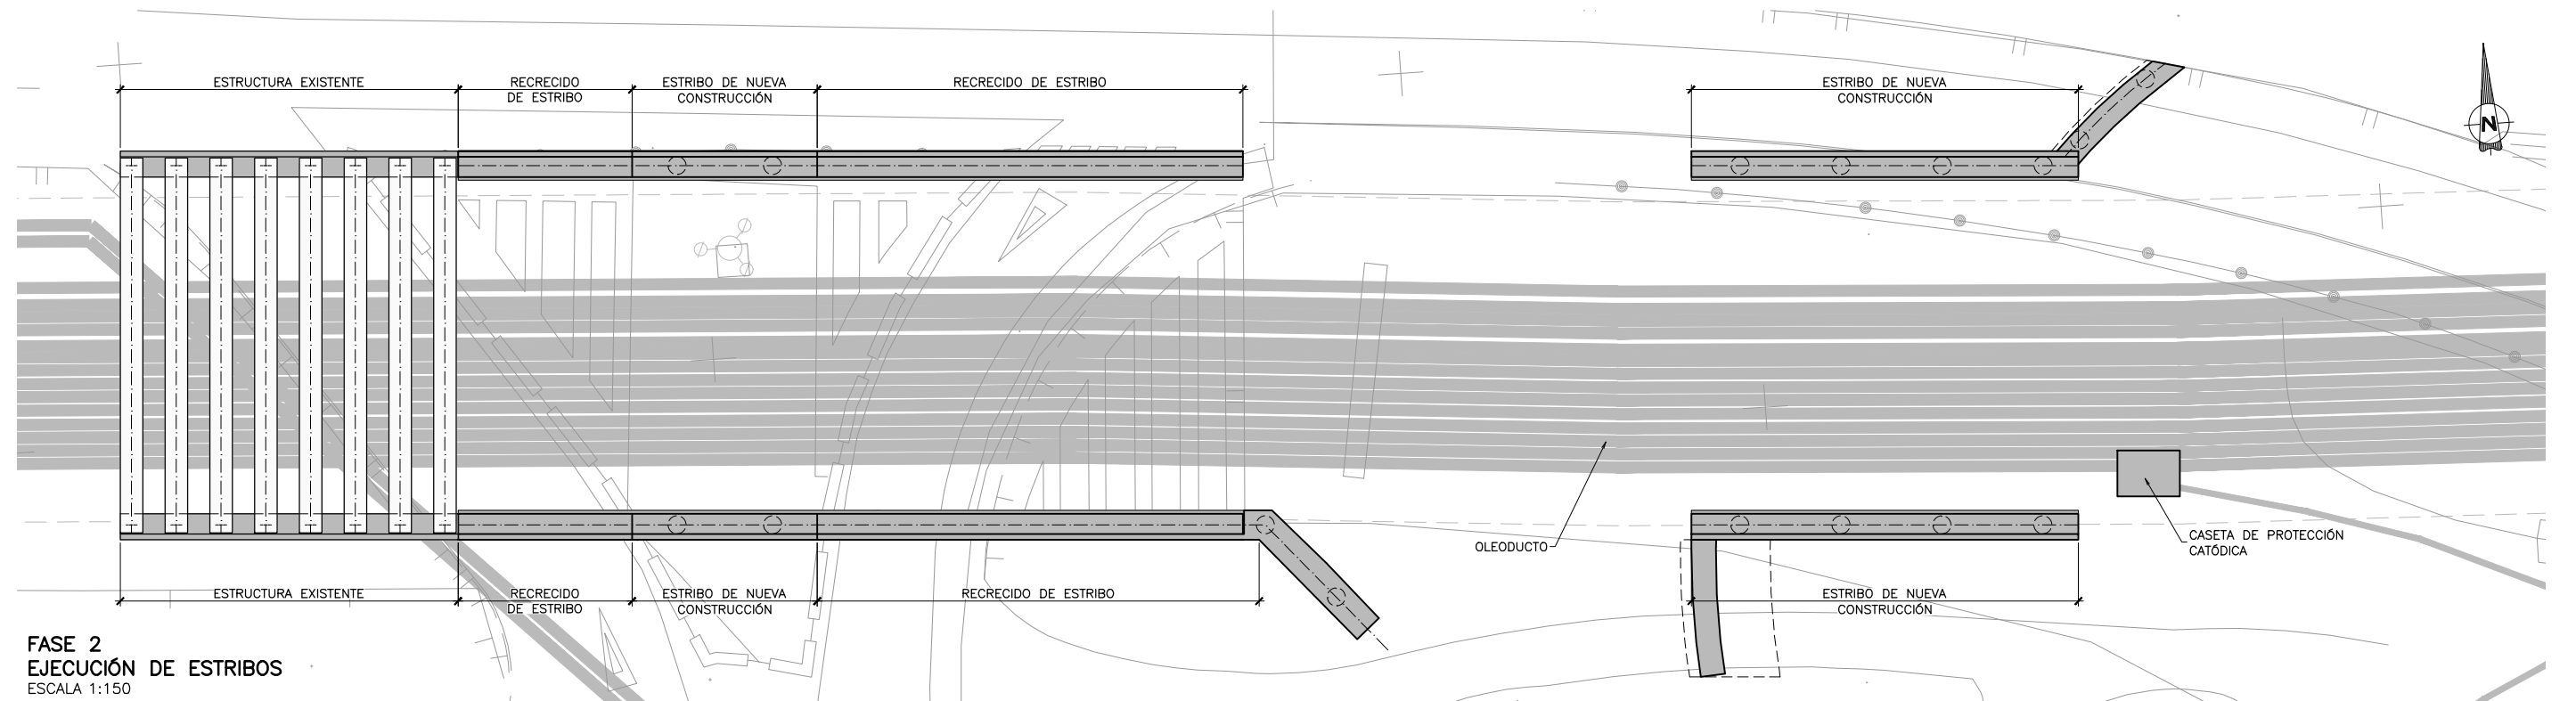 ESTRUCTURA EXISTENTE
RECRECIDO
DE ESTRIBO
ESTRIBO DE NUEVA
CONSTRUCCIÓN
RECRECIDO DE ESTRIBO
ESTRIBO DE NUEVA
CONSTRUCCIÓN
N
OLEODUCTO
CASETA DE PROTECCIÓN
CATÓDICA
ESTRUCTURA EXISTENTE
RECRECIDO
DE ESTRIBO
ESTRIBO DE NUEVA
CONSTRUCCIÓN
RECRECIDO DE ESTRIBO
ESTRIBO DE NUEVA
CONSTRUCCIÓN
FASE 2
EJECUCIÓN DE ESTRIBOS
ESCALA 1:150